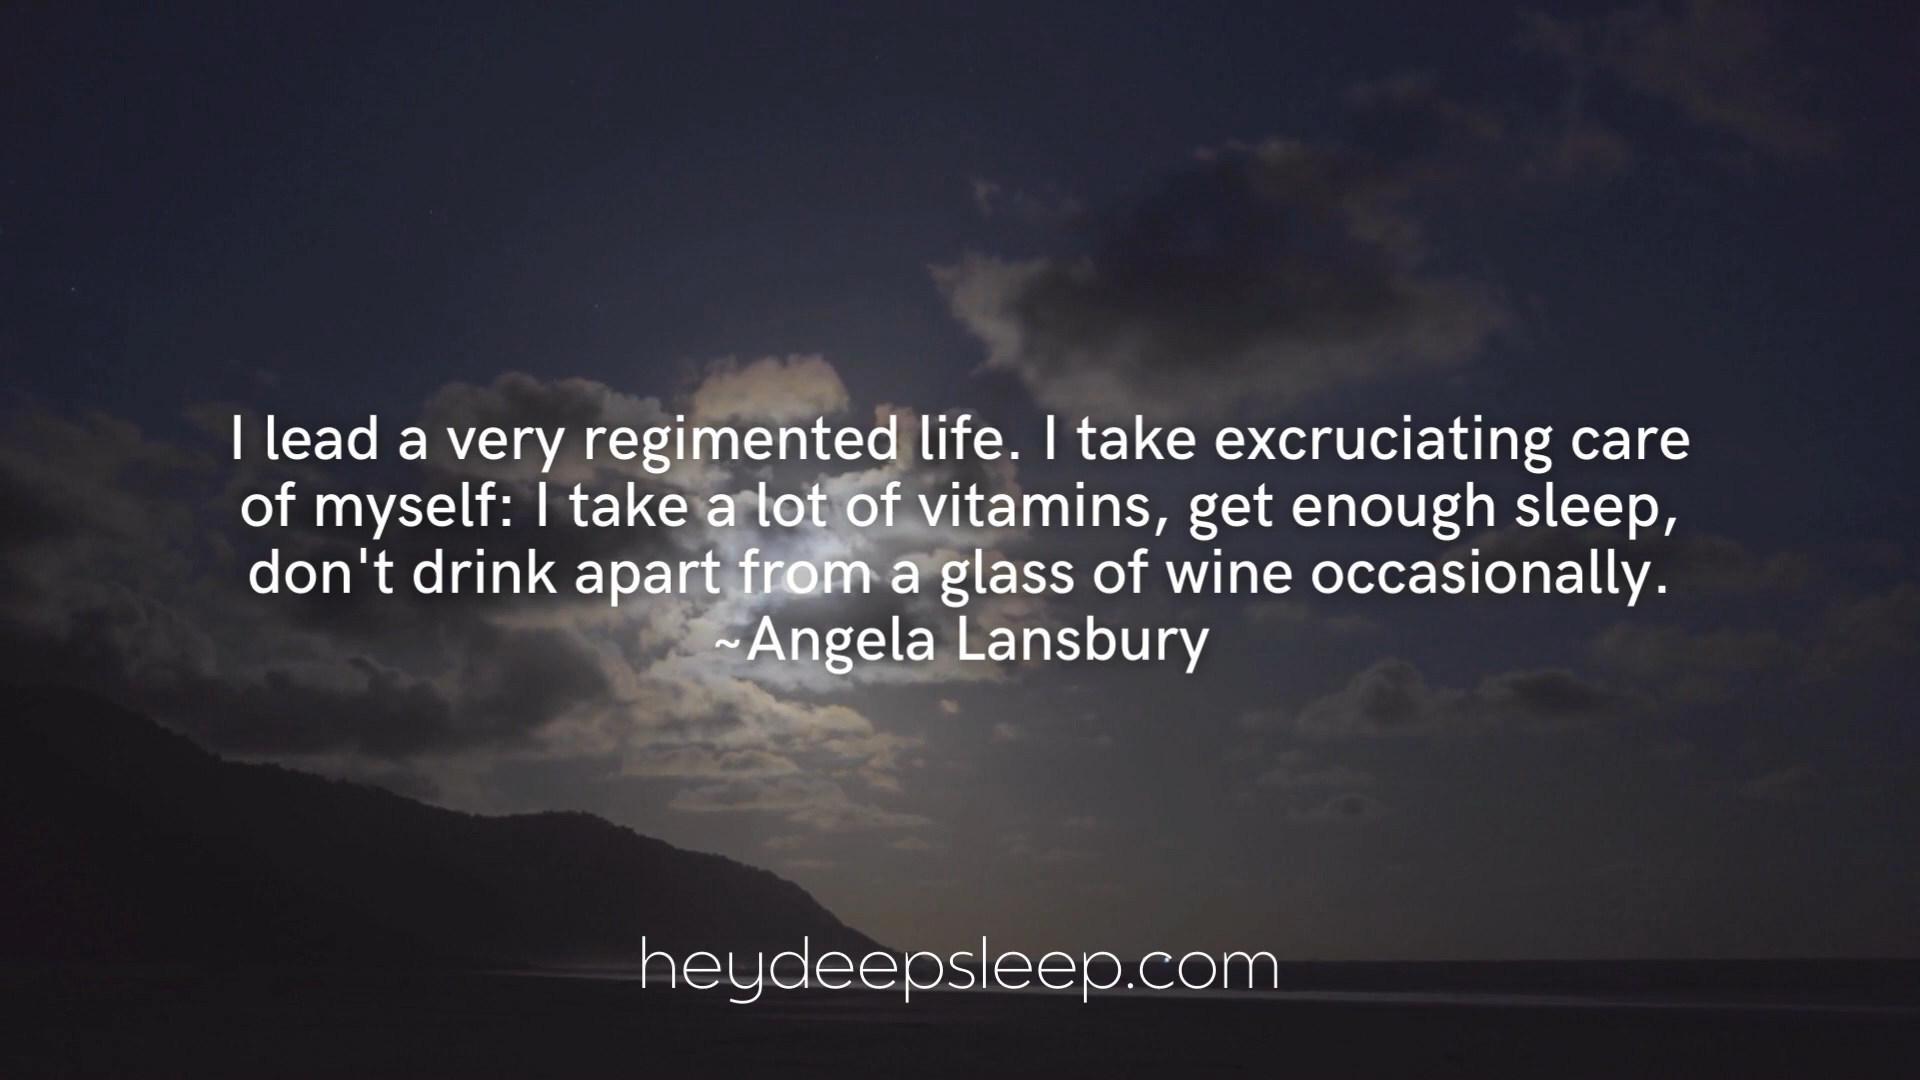 I lead a very regimented life. I take excruciating care
of myself: I take a lot of vitamins, get enough sleep,
don't drink apart from a glass of wine occasionally.
~Angela Lansbury
heydeepsleep.com